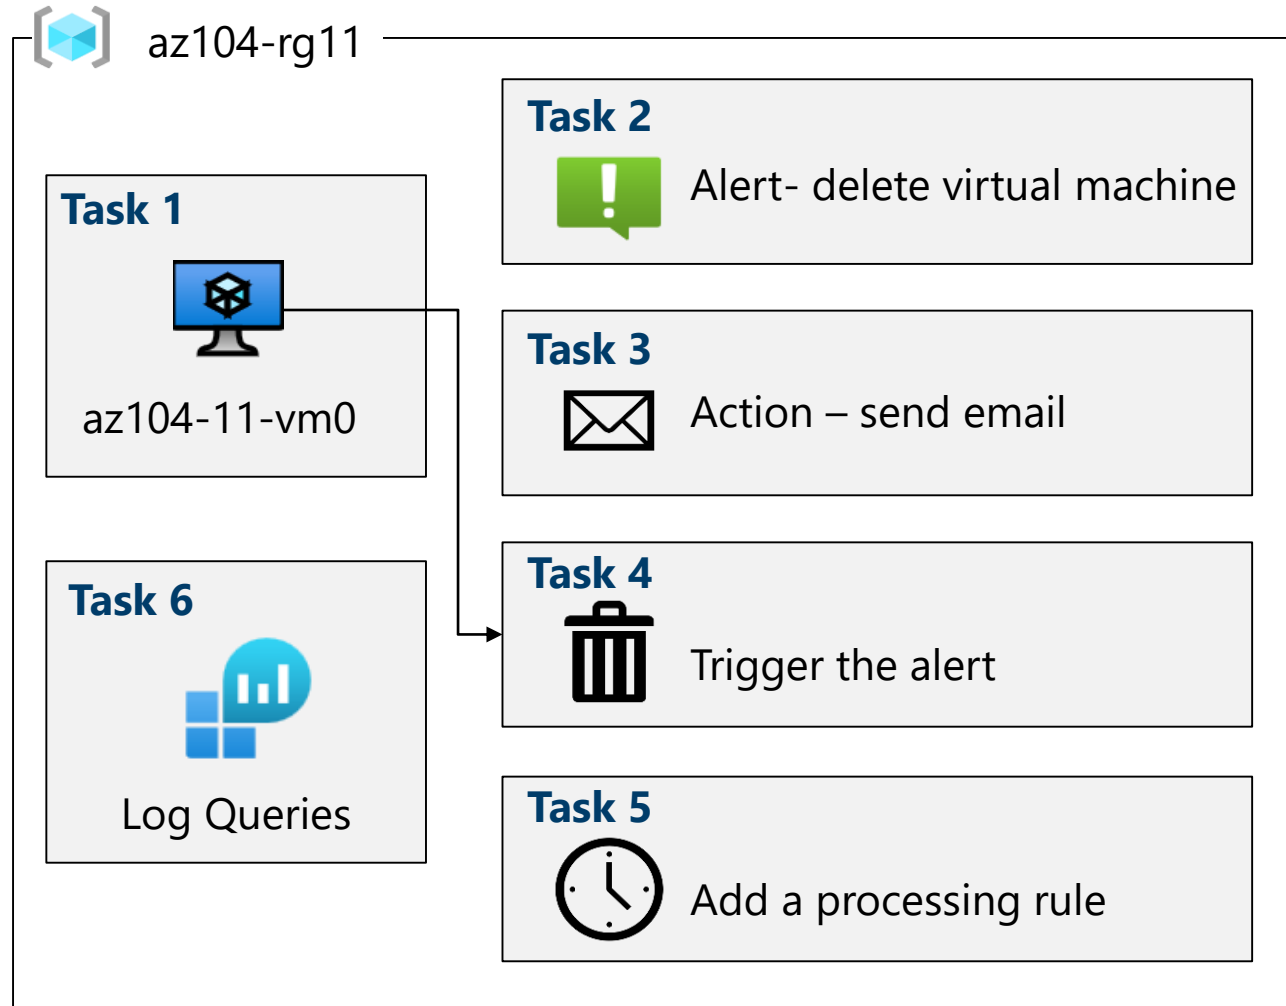 az104-rg11
Task 1
az104-11-vm0
Task 2
Alert- delete virtual machine
Task 3
Action – send email
Task 4
Trigger the alert
Task 5
Add a processing rule
Task 6
Log Queries